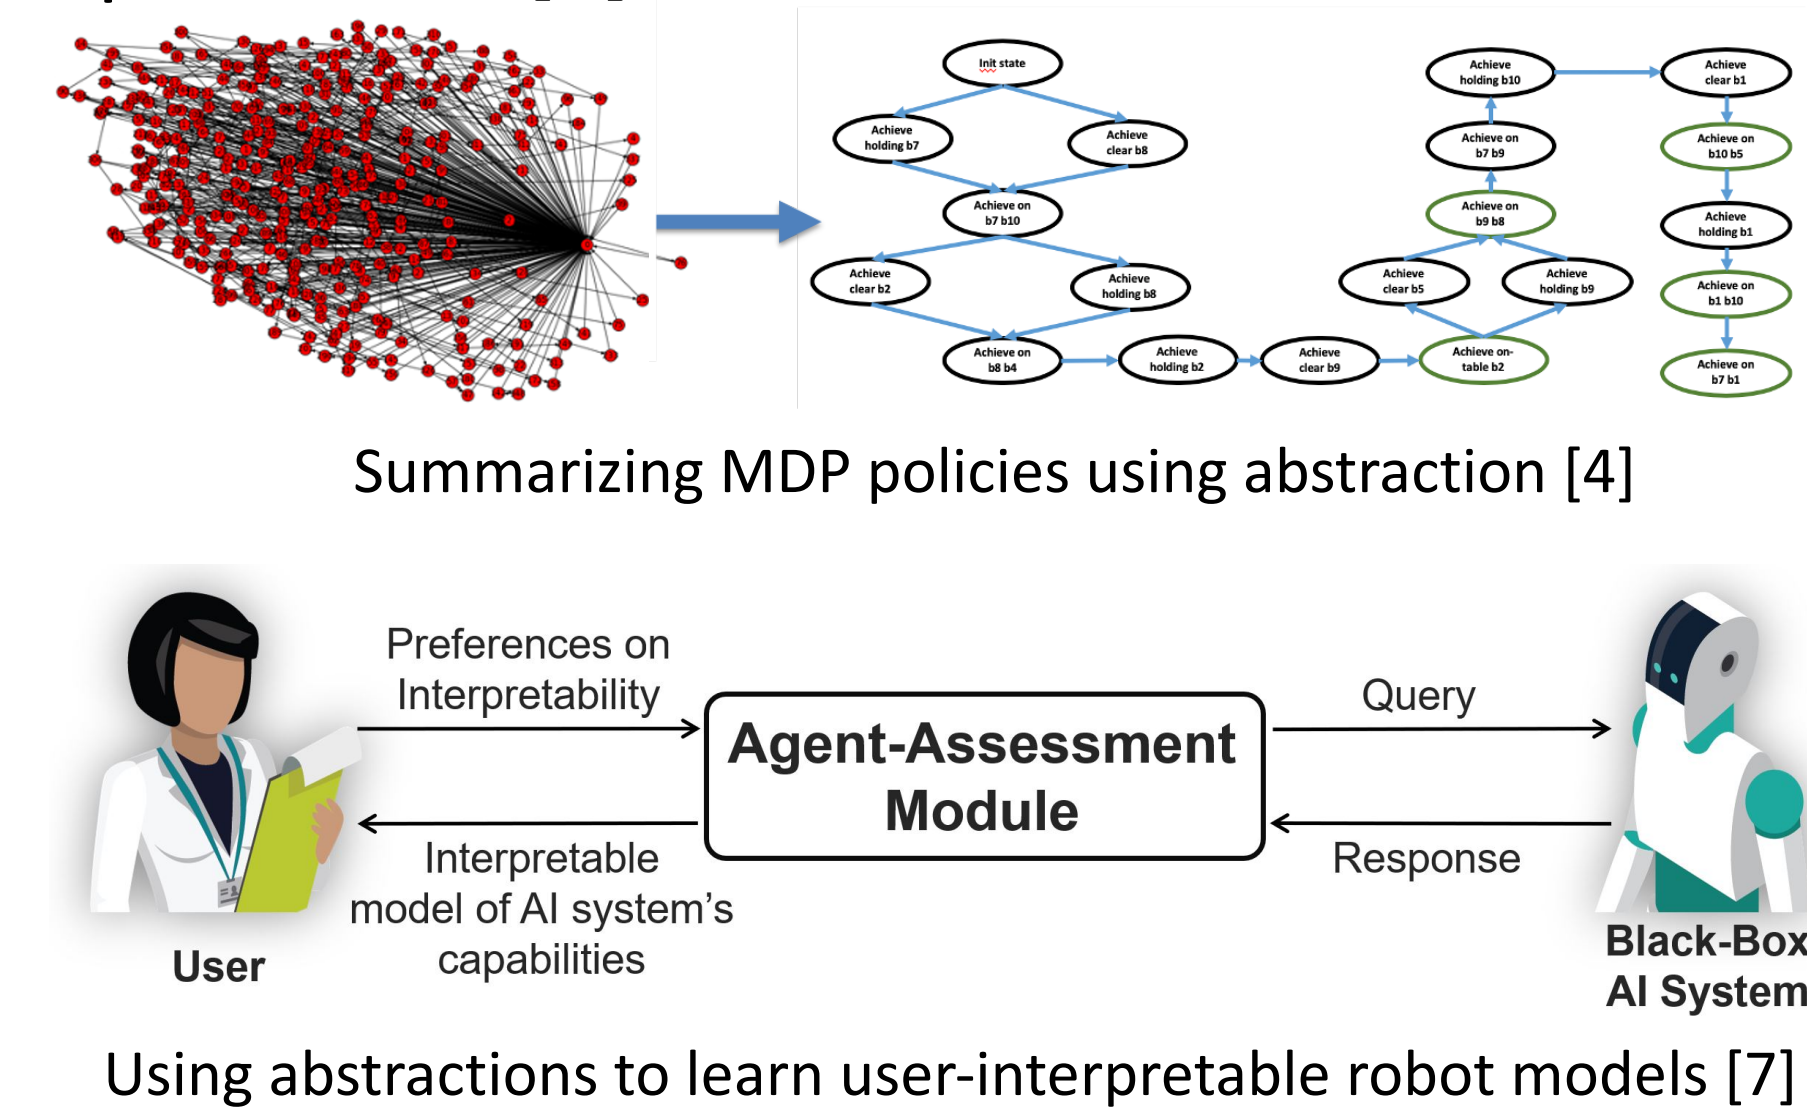 Init state
Achieve
holding b7
Achieve
clear b8
Achieve on
b7 b10
Achieve
clear b2
Achieve
holding b8
Achieve on
b8 b4
Achieve
holding b2
Achieve
clear b9
Achieve on-
table b2
Achieve
clear b5
Achieve
holding b9
Achieve on
b9 b8
Achieve on
b7 b9
Achieve
holding b10
Achieve
clear b1
Achieve on
b10 b5
Achieve
holding b1
Achieve on
b1 b10
Achieve on
b7 b1
Summarizing MDP policies using abstraction [4]
Preferences on
Interpretability
Agent-Assessment
Module
Query
Interpretable
model of AI system's
capabilities
Response
User
Black-Box
AI System
Using abstractions to learn user-interpretable robot models [7]